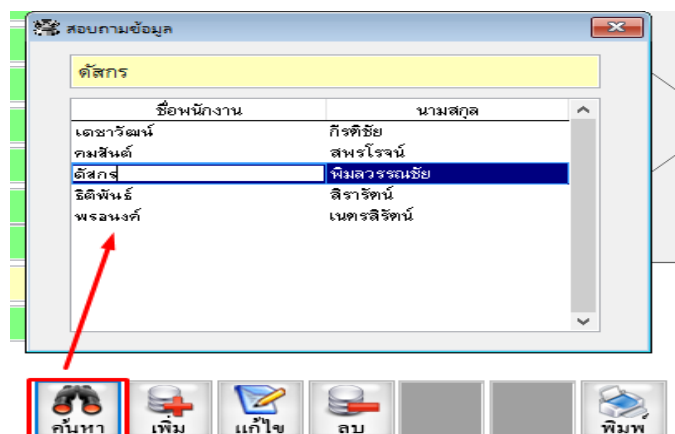 สอบถามข้อมูล
ดัสกร
ชื่อพนักงาน นามสกุล
เตชาวัฒน์ กีรติชัย
คมสันต์ สพรโรจน์
ดัสกร พิมลวรรณชัย
ธิติพันธ์ สิรารัตน์
พรอนงค์ เนตรสิรัตน์
ค้นหา เพิ่ม แก้ไข ลบ พิมพ์